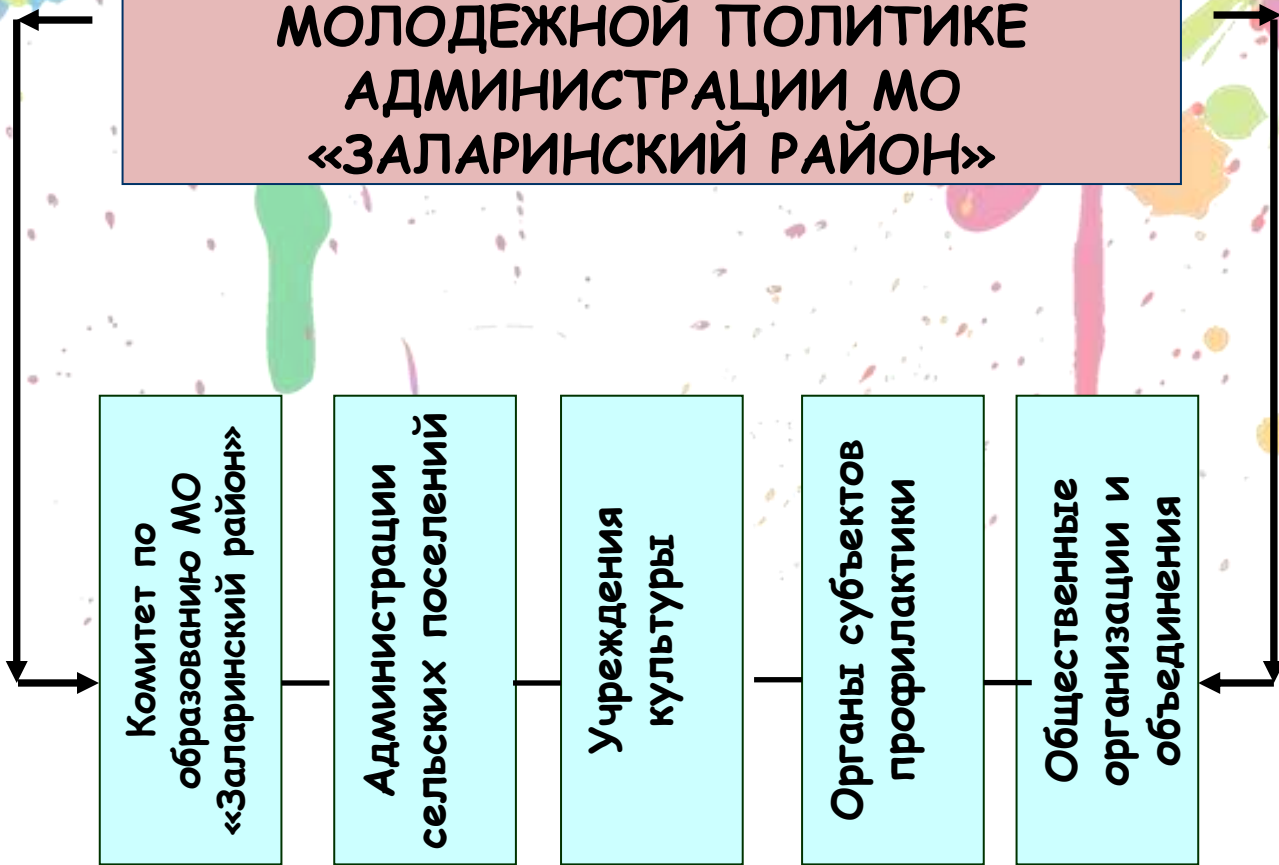 МОЛОДЕЖНОЙ ПОЛИТИКЕ
АДМИНИСТРАЦИИ МО
«ЗАЛАРИНСКИЙ РАЙОН»
Комитет по
образованию МО
«Заларинский район»
Администрации
сельских поселений
Учреждения
культуры
Органы субъектов
профилактики
Общественные
организации и
объединения